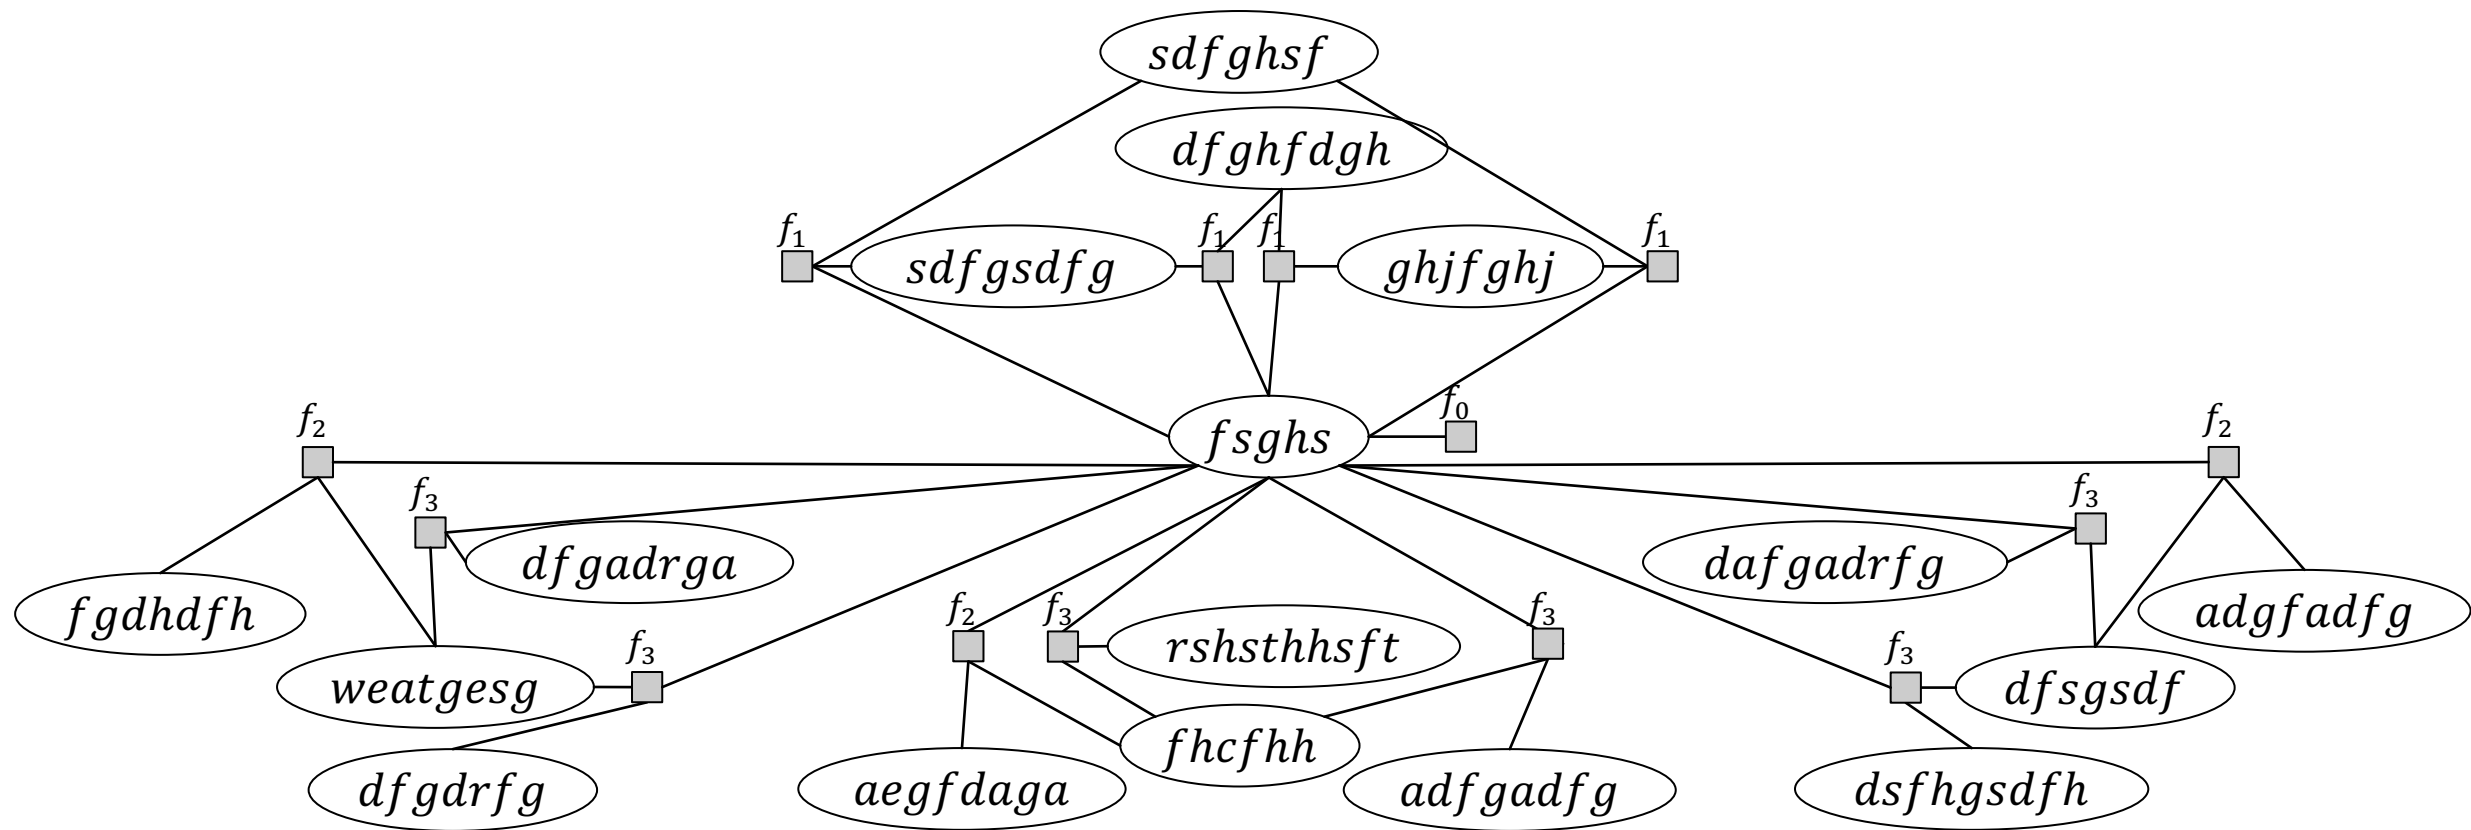 sdfghsf
dfghfdgh
f₁ f₁ f₁ f₁
sdfgsdfg ghjfghj
f₀
f₂ fsghs f₂
f₃ f₃
dfgadrga dafgadrfg
fgdhdfh f₂ f₃ f₃ adgfadfg
f₃ rshsthhsft f₃
weatgesg dfsgsdf
fhcfhh
dfgdrfg aegfdaga adfgadfg dsfhgsdfh